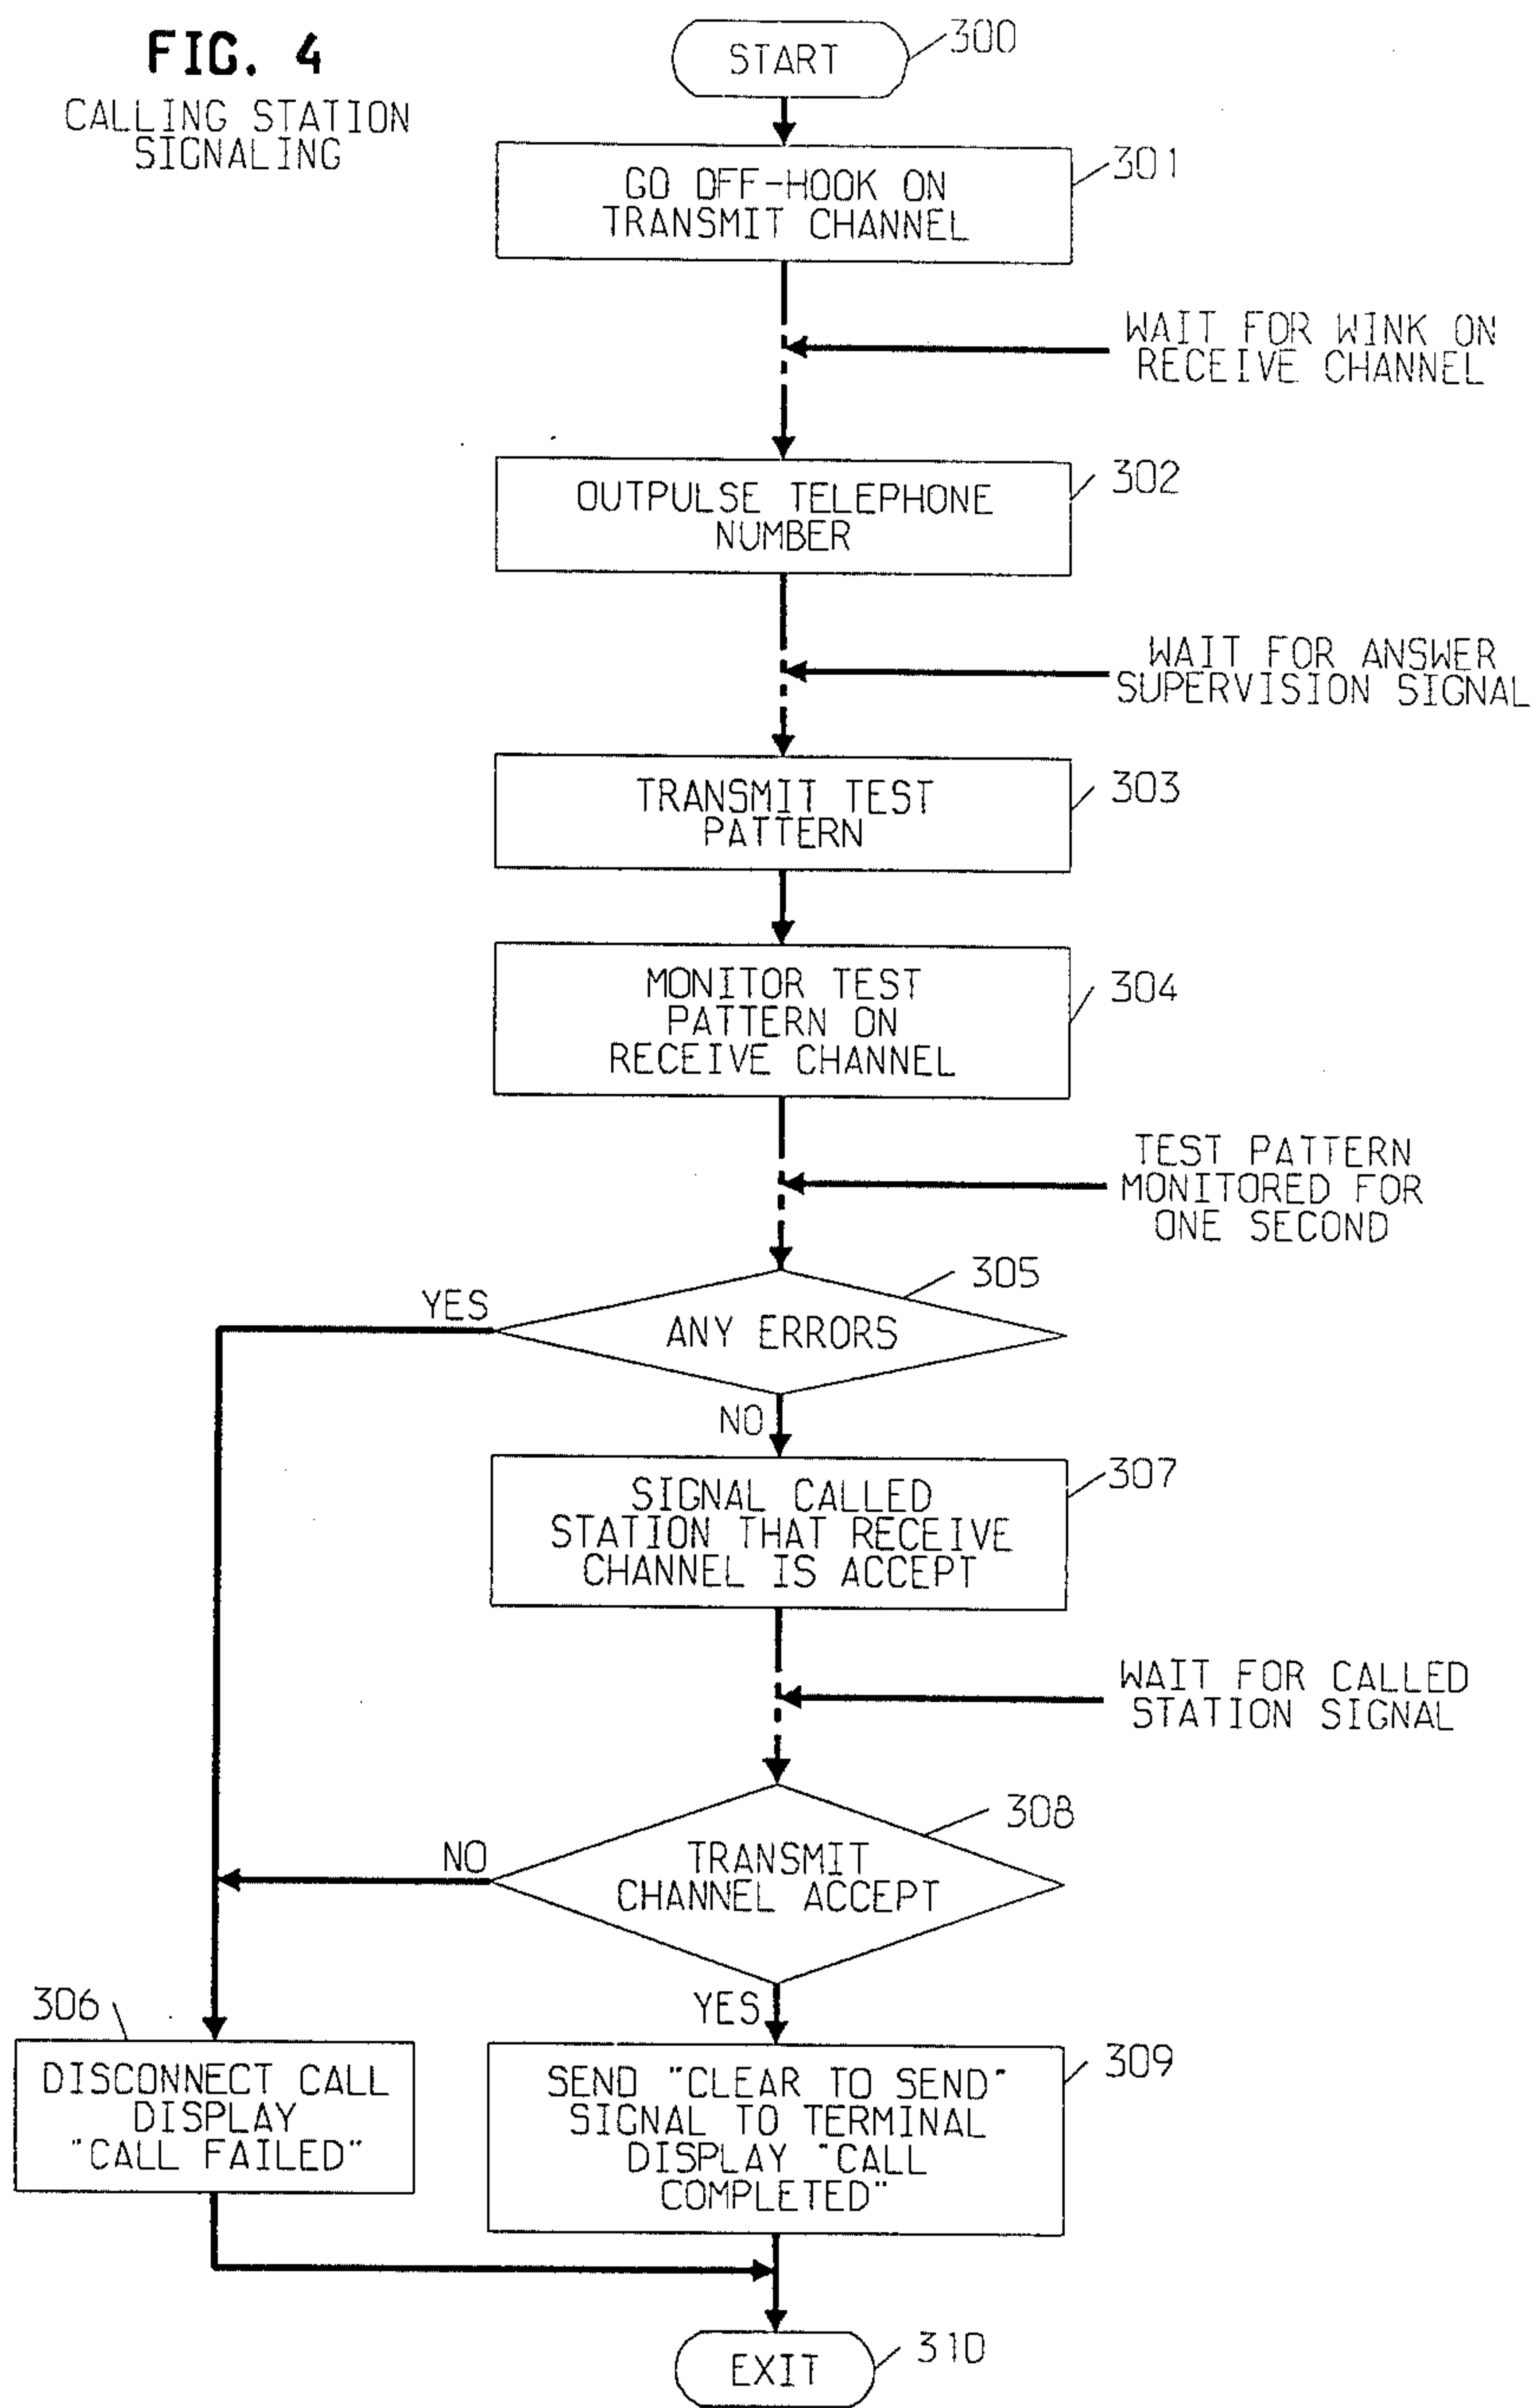 FIG. 4
CALLING STATION
SIGNALING
START
300
GO OFF-HOOK ON
TRANSMIT CHANNEL
301
WAIT FOR WINK ON
RECEIVE CHANNEL
OUTPULSE TELEPHONE
NUMBER
302
WAIT FOR ANSWER
SUPERVISION SIGNAL
TRANSMIT TEST
PATTERN
303
MONITOR TEST
PATTERN ON
RECEIVE CHANNEL
304
TEST PATTERN
MONITORED FOR
ONE SECOND
305
YES
ANY ERRORS
NO
307
SIGNAL CALLED
STATION THAT RECEIVE
CHANNEL IS ACCEPT
WAIT FOR CALLED
STATION SIGNAL
308
NO
TRANSMIT
CHANNEL ACCEPT
YES
306
DISCONNECT CALL
DISPLAY
"CALL FAILED"
309
SEND "CLEAR TO SEND"
SIGNAL TO TERMINAL
DISPLAY "CALL
COMPLETED"
EXIT
310